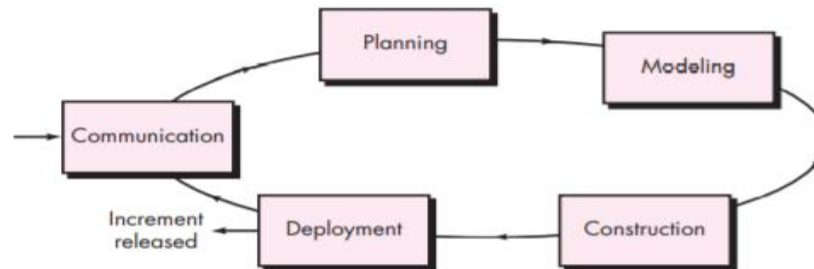 Planning
Modeling
Communication
Increment
released
Deployment
Construction